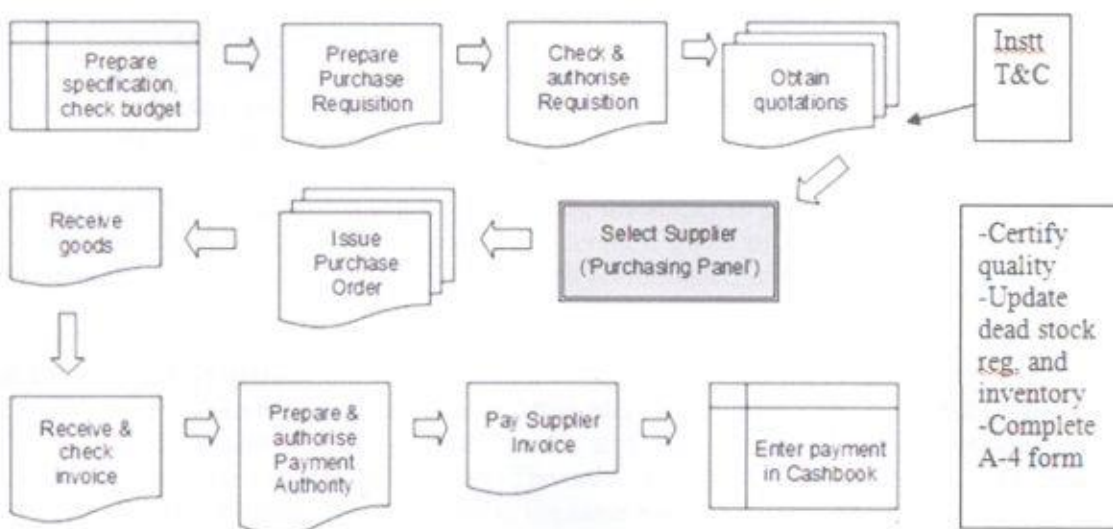 Prepare
specification,
check budget
Prepare
Purchase
Requisition
Check &
authorise
Requisition
Obtain
quotations
Instt
T&C
Receive
goods
Issue
Purchase
Order
Select Supplier
('Purchasing Panel')
-Certify
quality
-Update
dead stock
reg, and
inventory
-Complete
A-4 form
Receive &
check
invoice
Prepare &
authorise
Payment
Authority
Pay Supplier
Invoice
Enter payment
in Cashbook